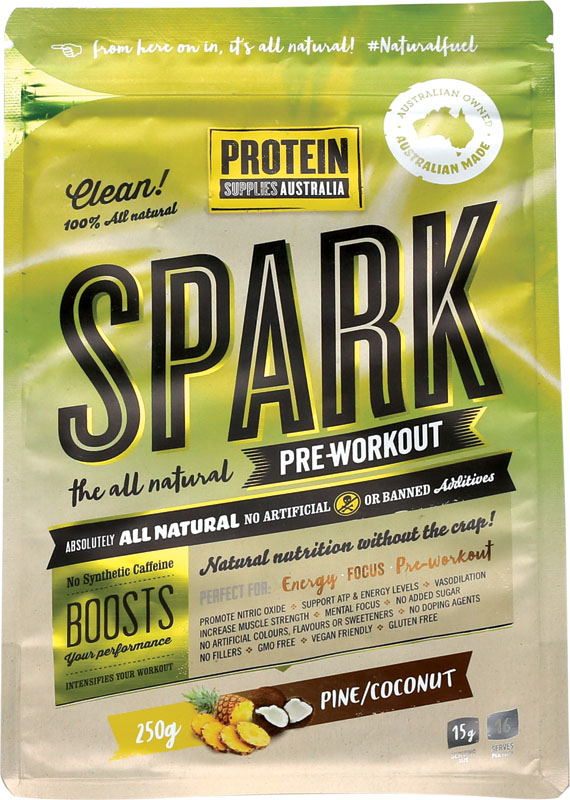 from here on in, it's all natural! #Naturalfuel
AUSTRALIAN OWNED
AUSTRALIAN MADE
PROTEIN
SUPPLIES AUSTRALIA
Clean!
100% All natural
SPARK
the all natural
PRE-WORKOUT
ABSOLUTELY ALL NATURAL NO ARTIFICIAL OR BANNED Additives
No Synthetic Caffeine
BOOSTS
Your performance
INTENSIFIES YOUR WORKOUT
Natural nutrition without the crap!
PERFECT FOR: Energy · FOCUS · Pre-workout
PROMOTE NITRIC OXIDE ❖ SUPPORT ATP & ENERGY LEVELS ❖ VASODILATION
INCREASE MUSCLE STRENGTH ❖ MENTAL FOCUS ❖ NO ADDED SUGAR
NO ARTIFICIAL COLOURS, FLAVOURS OR SWEETENERS ❖ NO DOPING AGENTS
NO FILLERS ❖ GMO FREE ❖ VEGAN FRIENDLY ❖ GLUTEN FREE
250g
PINE/COCONUT
15g
SERVING
SIZE
16
SERVES